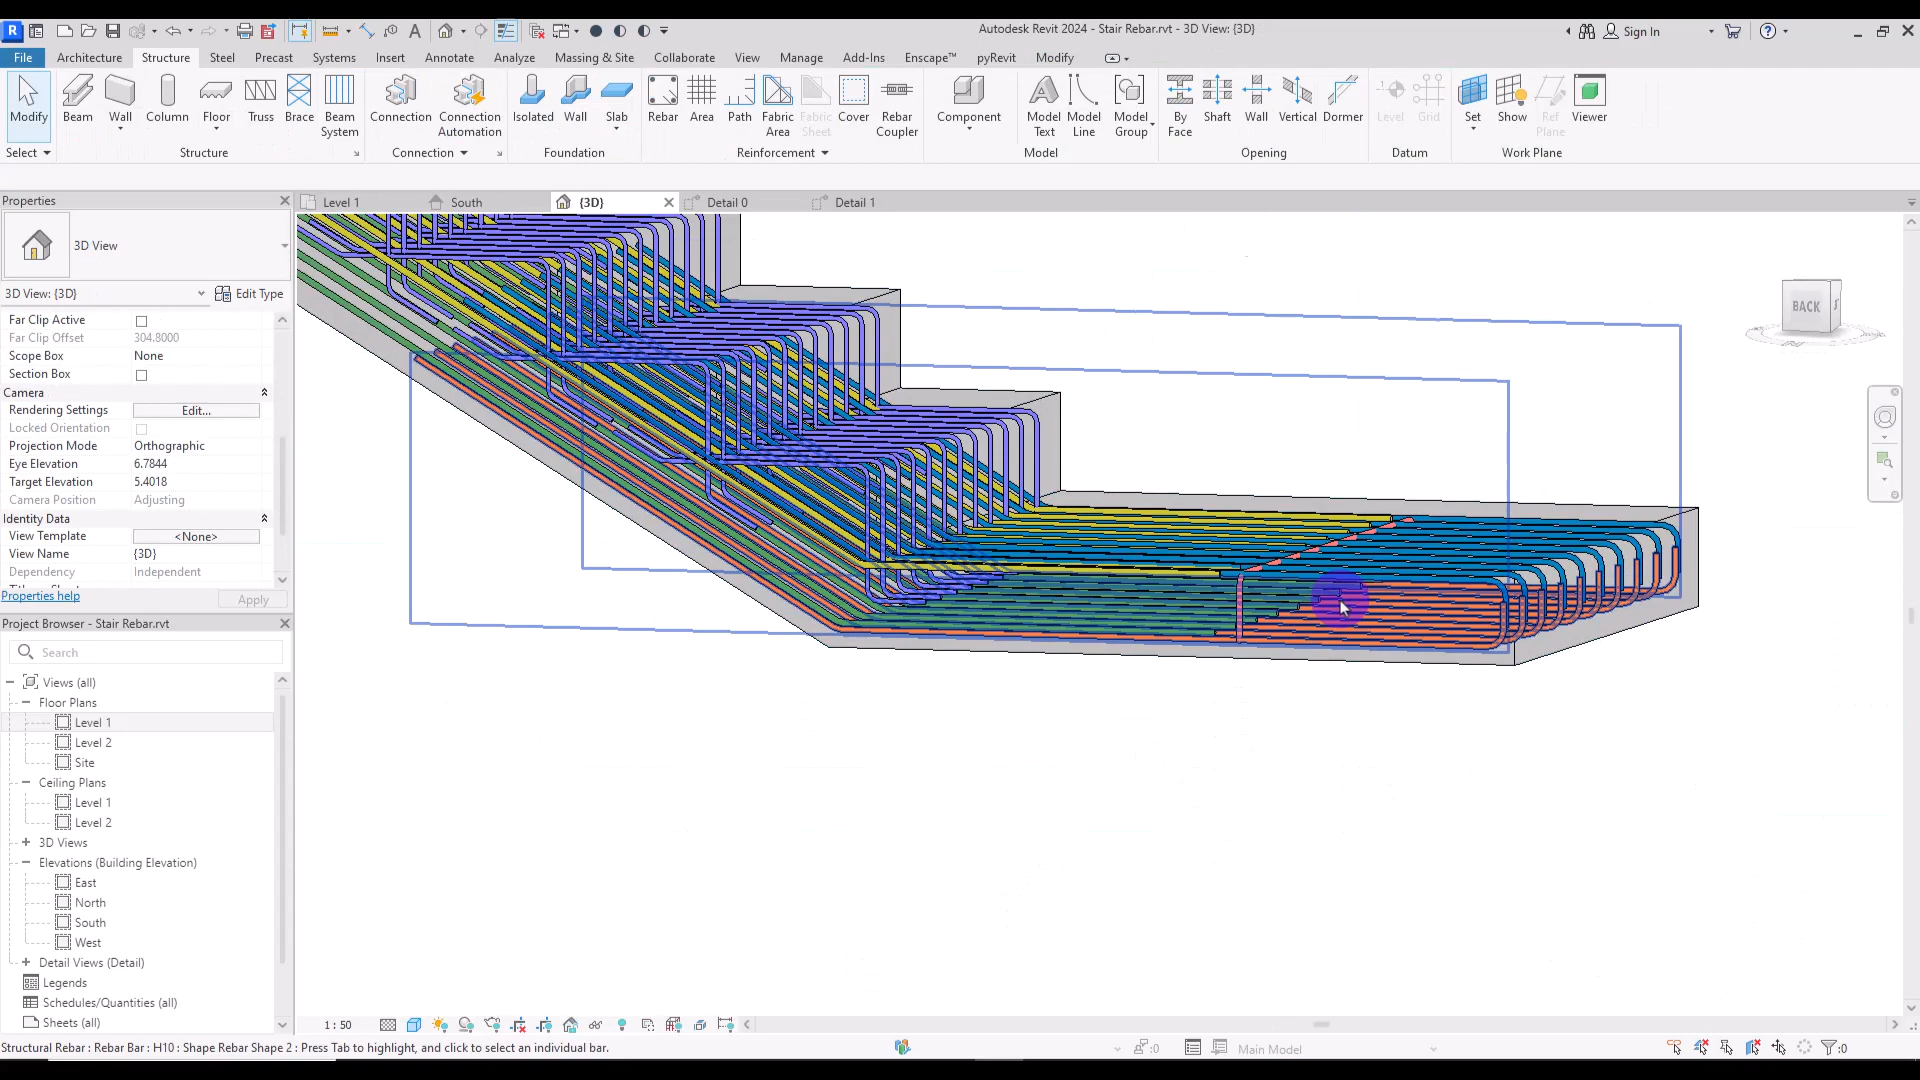 Autodesk Revit 2024 - Stair Rebar.rvt - 3D View: {3D}
Sign In
File Architecture Structure Steel Precast Systems Insert Annotate Analyze Massing & Site Collaborate View Manage Add-Ins Enscape™ pyRevit Modify
Modify Beam Wall Column Floor Truss Brace Beam System Connection Connection Automation Isolated Wall Slab Rebar Area Path Fabric Area Fabric Sheet Cover Rebar Coupler Component Model Text Model Line Model Group By Face Shaft Wall Vertical Dormer Level Grid Set Show Ref Plane Viewer
Select Structure Connection Foundation Reinforcement Model Opening Datum Work Plane
Properties
Level 1 South {3D} Detail 0 Detail 1
3D View
3D View: {3D} Edit Type
Far Clip Active
Far Clip Offset 304.8000
Scope Box None
Section Box
Camera
Rendering Settings Edit...
Locked Orientation
Projection Mode Orthographic
Eye Elevation 6.7844
Target Elevation 5.4018
Camera Position Adjusting
Identity Data
View Template <None>
View Name {3D}
Dependency Independent
Properties help Apply
BACK
Project Browser - Stair Rebar.rvt
Search
Views (all)
Floor Plans
Level 1
Level 2
Site
Ceiling Plans
Level 1
Level 2
3D Views
Elevations (Building Elevation)
East
North
South
West
Detail Views (Detail)
Legends
Schedules/Quantities (all)
Sheets (all)
1 : 50
Structural Rebar : Rebar Bar : H10 : Shape Rebar Shape 2 : Press Tab to highlight, and click to select an individual bar.
:0
Main Model
:0